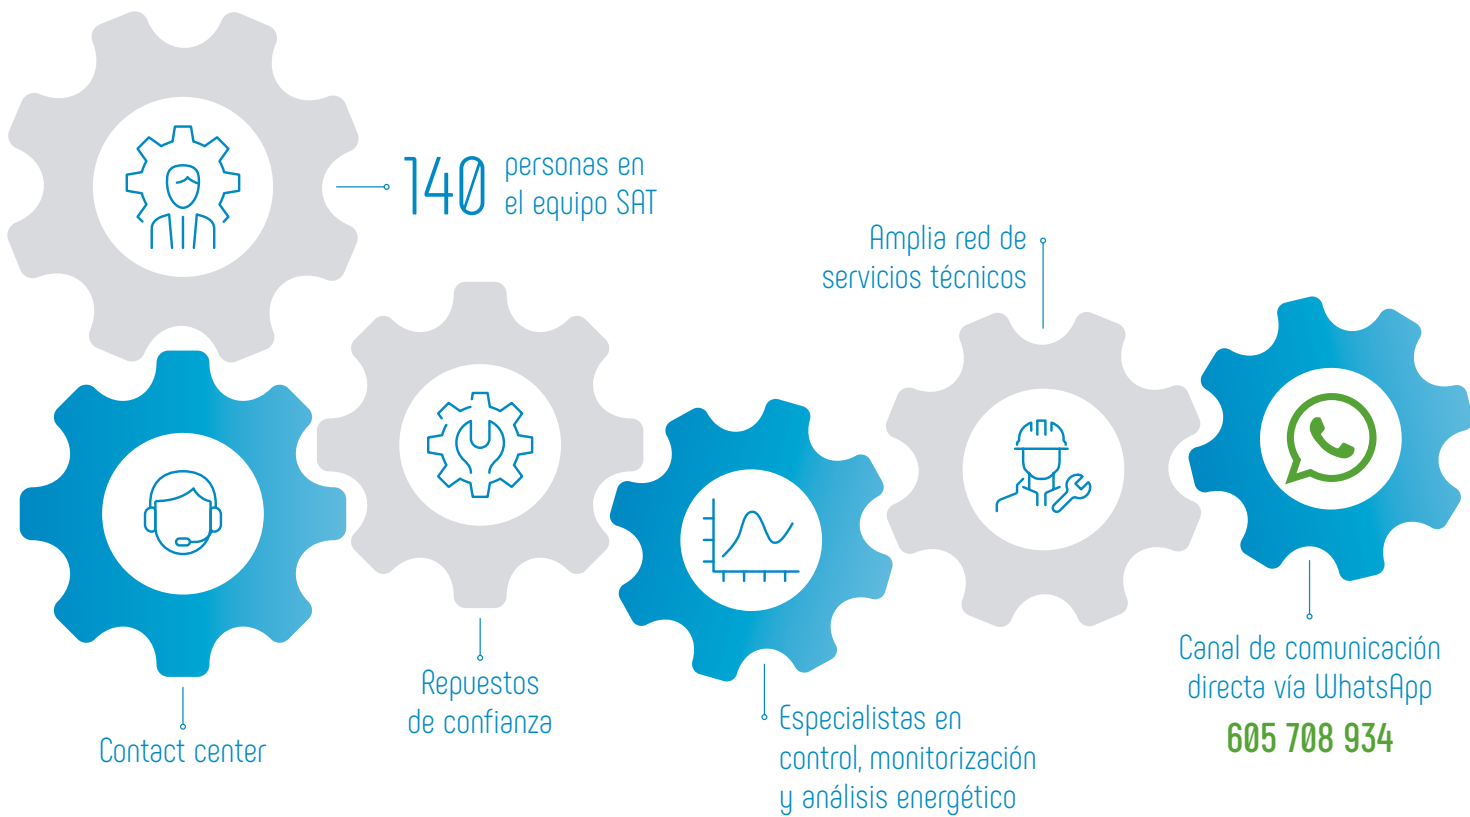 140
personas en
el equipo SAT
Amplia red de
servicios técnicos
Contact center
Repuestos
de confianza
Especialistas en
control, monitorización
y análisis energético
Canal de comunicación
directa vía WhatsApp
605 708 934